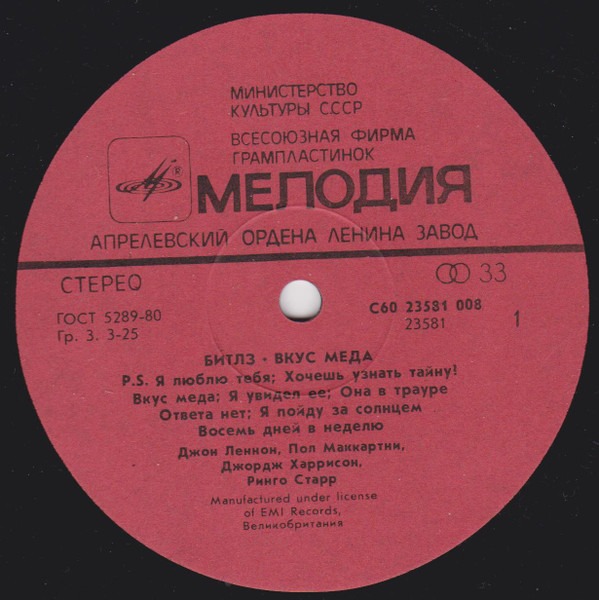 МИНИСТЕРСТВО
КУЛЬТУРЫ СССР
ВСЕСОЮЗНАЯ ФИРМА
ГРАМПЛАСТИНОК
®
МЕЛОДИЯ
АПРЕЛЕВСКИЙ ОРДЕНА ЛЕНИНА ЗАВОД
СТЕРЕО
33
ГОСТ 5289-80
Гр. 3. 3-25
С60 23581 008
23581
1
БИТЛЗ · ВКУС МЕДА
P.S. Я люблю тебя; Хочешь узнать тайну!
Вкус меда; Я увидел ее; Она в трауре
Ответа нет; Я пойду за солнцем
Восемь дней в неделю
Джон Леннон, Пол Маккартни,
Джордж Харрисон,
Ринго Старр
Manufactured under license
of EMI Records,
Великобритания